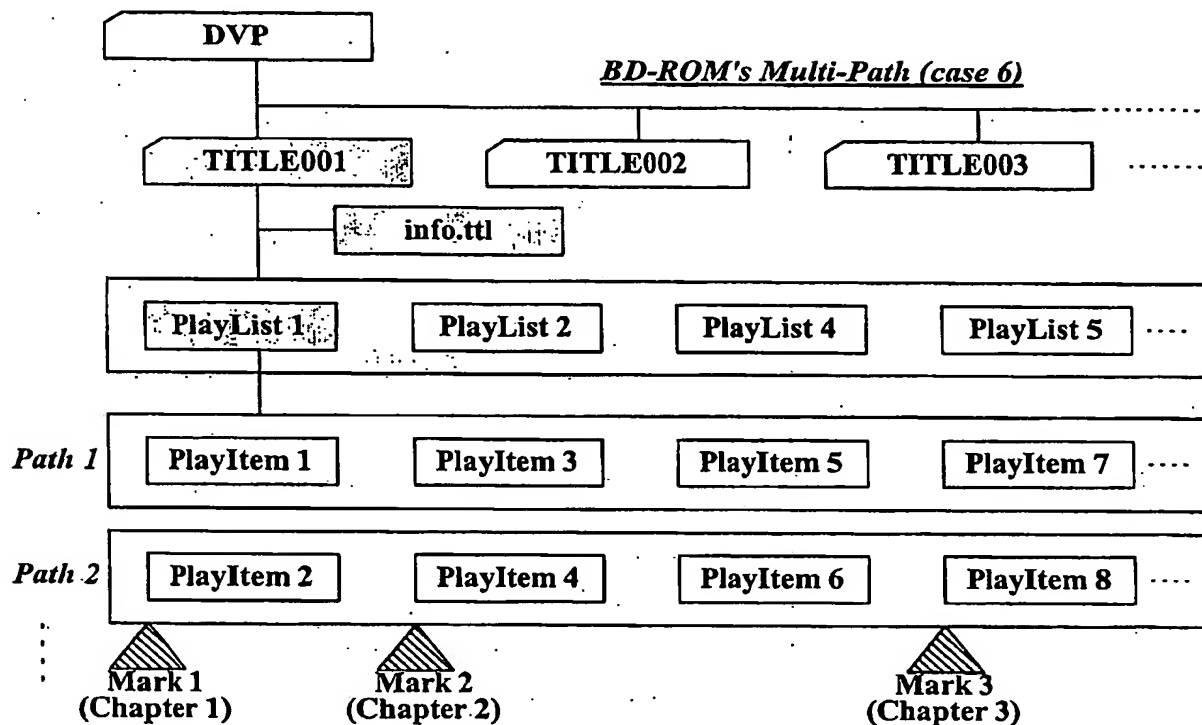 DVP
BD-ROM's Multi-Path (case 6)
TITLE001 TITLE002 TITLE003
info.ttl
PlayList 1 PlayList 2 PlayList 4 PlayList 5
Path 1 PlayItem 1 PlayItem 3 PlayItem 5 PlayItem 7
Path 2 PlayItem 2 PlayItem 4 PlayItem 6 PlayItem 8
Mark 1 Mark 2 Mark 3
(Chapter 1) (Chapter 2) (Chapter 3)